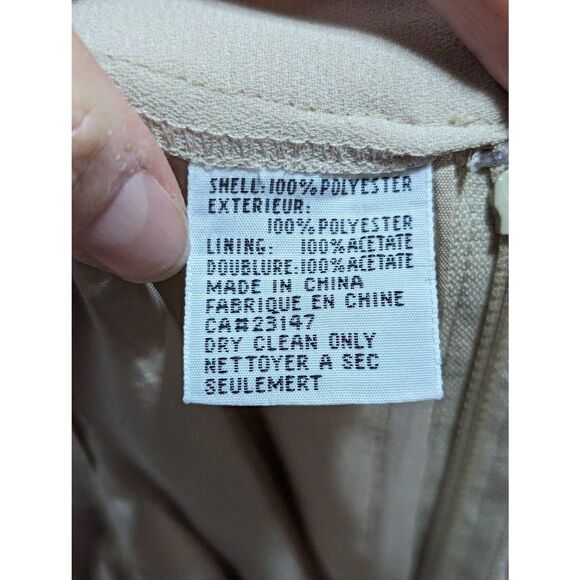 SHELL:100%POLYESTER
EXTERIEUR:
100%POLYESTER
LINING: 100%ACETATE
DOUBLURE:100%ACETATE
MADE IN CHINA
FABRIQUE EN CHINE
CA#23147
DRY CLEAN ONLY
NETTOYER A SEC
SEULEMERT